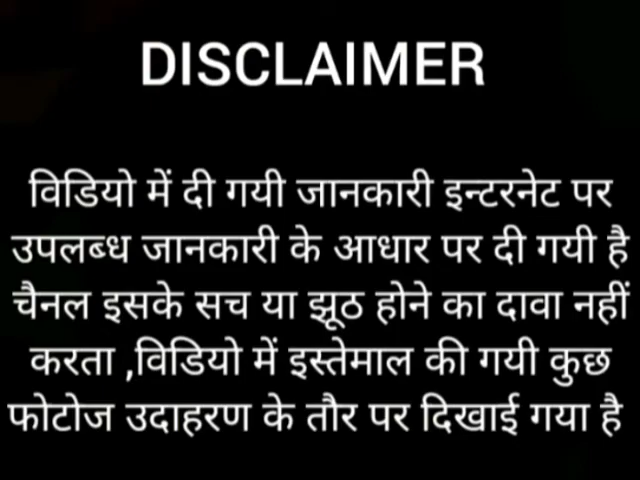 DISCLAIMER
विडियो में दी गयी जानकारी इन्टरनेट पर
उपलब्ध जानकारी के आधार पर दी गयी है
चैनल इसके सच या झूठ होने का दावा नहीं
करता ,विडियो में इस्तेमाल की गयी कुछ
फोटोज उदाहरण के तौर पर दिखाई गया है